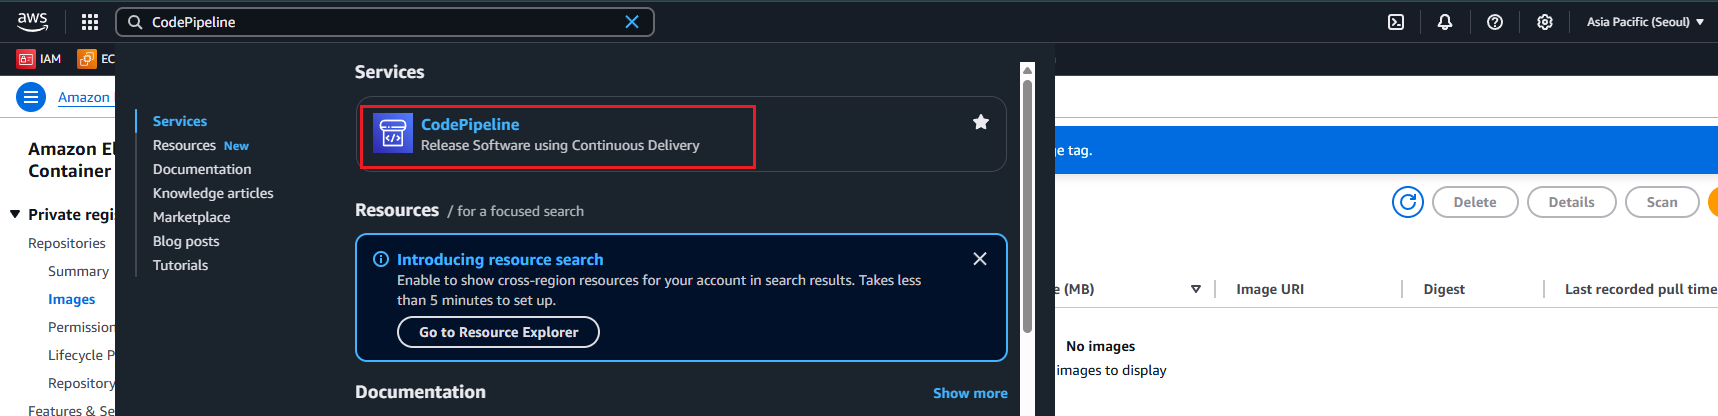 aws
CodePipeline
Asia Pacific (Seoul)
IAM
EC
Amazon
Services
Resources New
Documentation
Knowledge articles
Marketplace
Blog posts
Tutorials
Services
CodePipeline
Release Software using Continuous Delivery
Resources / for a focused search
Introducing resource search
Enable to show cross-region resources for your account in search results. Takes less
than 5 minutes to set up.
Go to Resource Explorer
Documentation
Show more
Amazon El
Container
Private regi
Repositories
Summary
Images
Permission
Lifecycle P
Repository
Features & Se
ge tag.
Delete
Details
Scan
e (MB)
Image URI
Digest
Last recorded pull time
No images
images to display